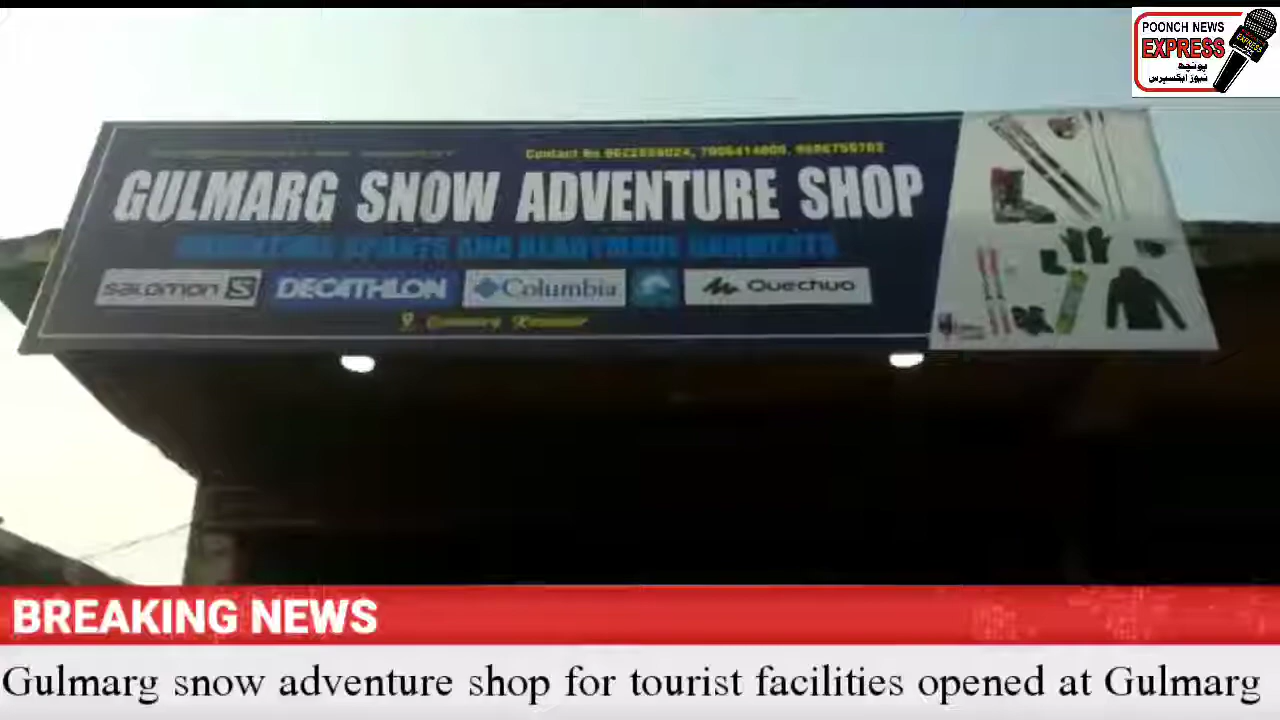 POONCH NEWS
EXPRESS
پونچھ
نیوز ایکسپرس
GULMARG SNOW ADVENTURE SHOP
salomon S
DECATHLON
Columbia
Quechua
BREAKING NEWS
Gulmarg snow adventure shop for tourist facilities opened at Gulmarg